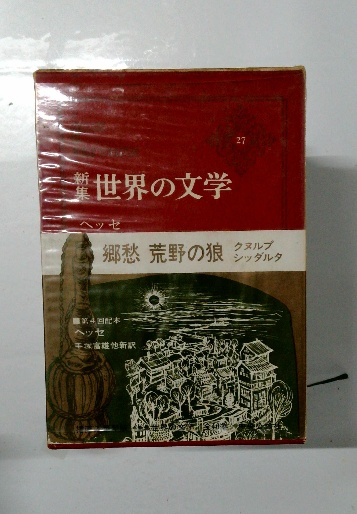 27
新集 世界の文学
ヘッセ
郷愁 荒野の狼 クヌルプ
シッダルタ
■第4回配本
ヘッセ
手塚富雄他新訳